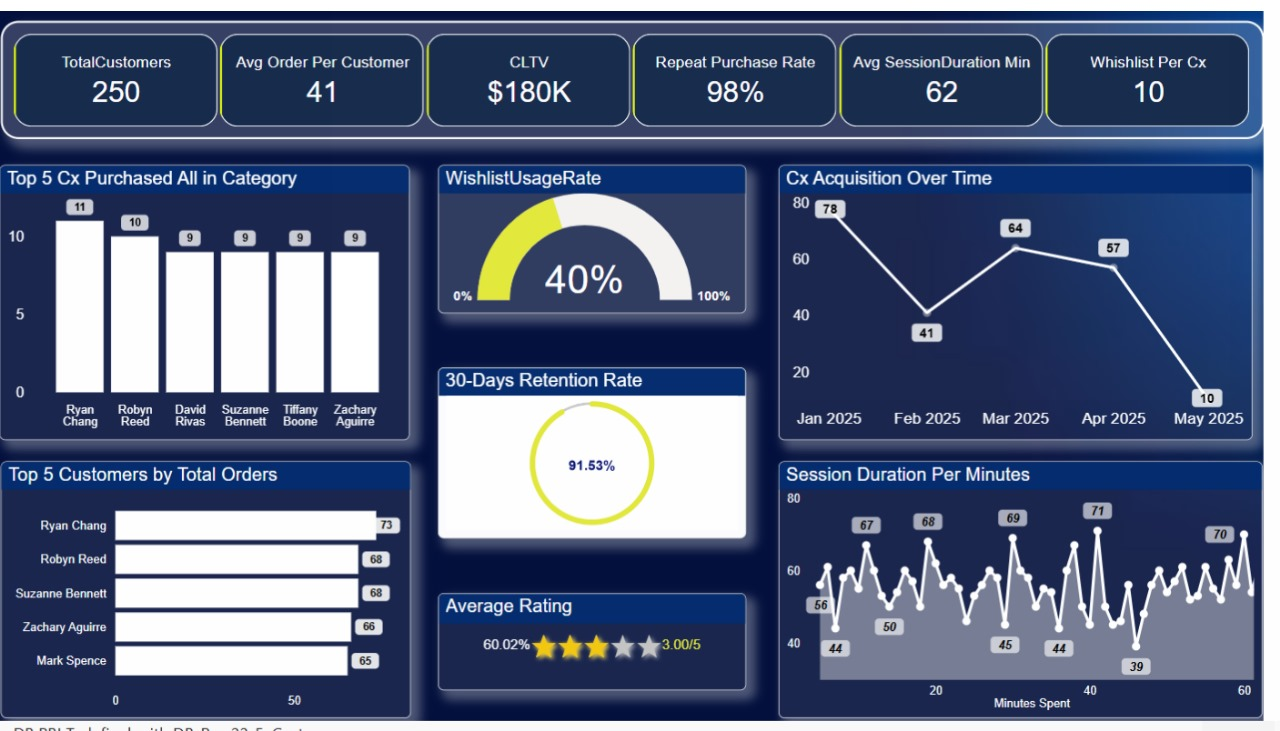 TotalCustomers
250
Avg Order Per Customer
41
CLTV
$180K
Repeat Purchase Rate
98%
Avg SessionDuration Min
62
Whishlist Per Cx
10
Top 5 Cx Purchased All in Category
11
10
9
9
9
9
10
5
0
Ryan Chang
Robyn Reed
David Rivas
Suzanne Bennett
Tiffany Boone
Zachary Aguirre
WishlistUsageRate
40%
0%
100%
Cx Acquisition Over Time
80
60
40
20
78
41
64
57
10
Jan 2025
Feb 2025
Mar 2025
Apr 2025
May 2025
30-Days Retention Rate
91.53%
Top 5 Customers by Total Orders
Ryan Chang 73
Robyn Reed 68
Suzanne Bennett 68
Zachary Aguirre 66
Mark Spence 65
0 50
Average Rating
60.02% 3.00/5
Session Duration Per Minutes
80
60
40
56
44
67
50
68
45
69
44
71
39
70
20 40 60
Minutes Spent